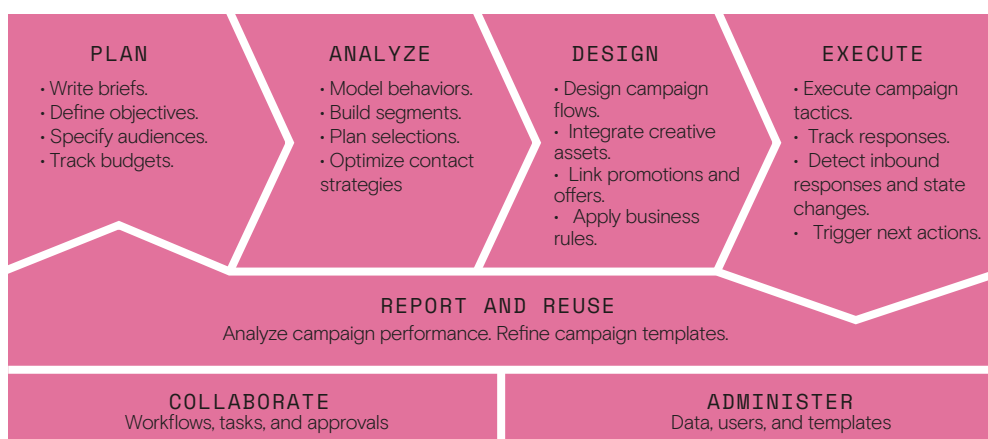 PLAN
• Write briefs.
• Define objectives.
• Specify audiences.
• Track budgets.
ANALYZE
• Model behaviors.
• Build segments.
• Plan selections.
• Optimize contact
strategies
DESIGN
• Design campaign
flows.
• Integrate creative
assets.
• Link promotions and
offers.
• Apply business
rules.
EXECUTE
• Execute campaign
tactics.
• Track responses.
• Detect inbound
responses and state
changes.
• Trigger next actions.
REPORT AND REUSE
Analyze campaign performance. Refine campaign templates.
COLLABORATE
Workflows, tasks, and approvals
ADMINISTER
Data, users, and templates